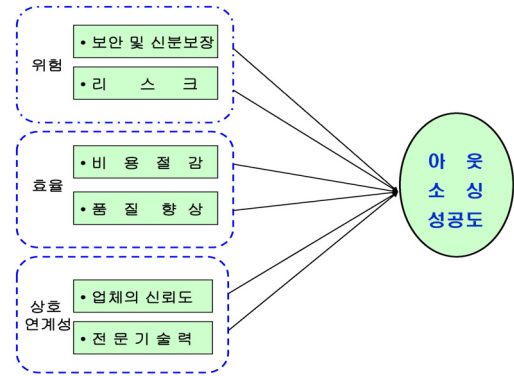 위험
• 보안 및 신분보장
• 리 스 크
효율
• 비 용 절 감
• 품 질 향 상
상호
연계성
• 업체의 신뢰도
• 전 문 기 술 력
아 웃
소 싱
성공도